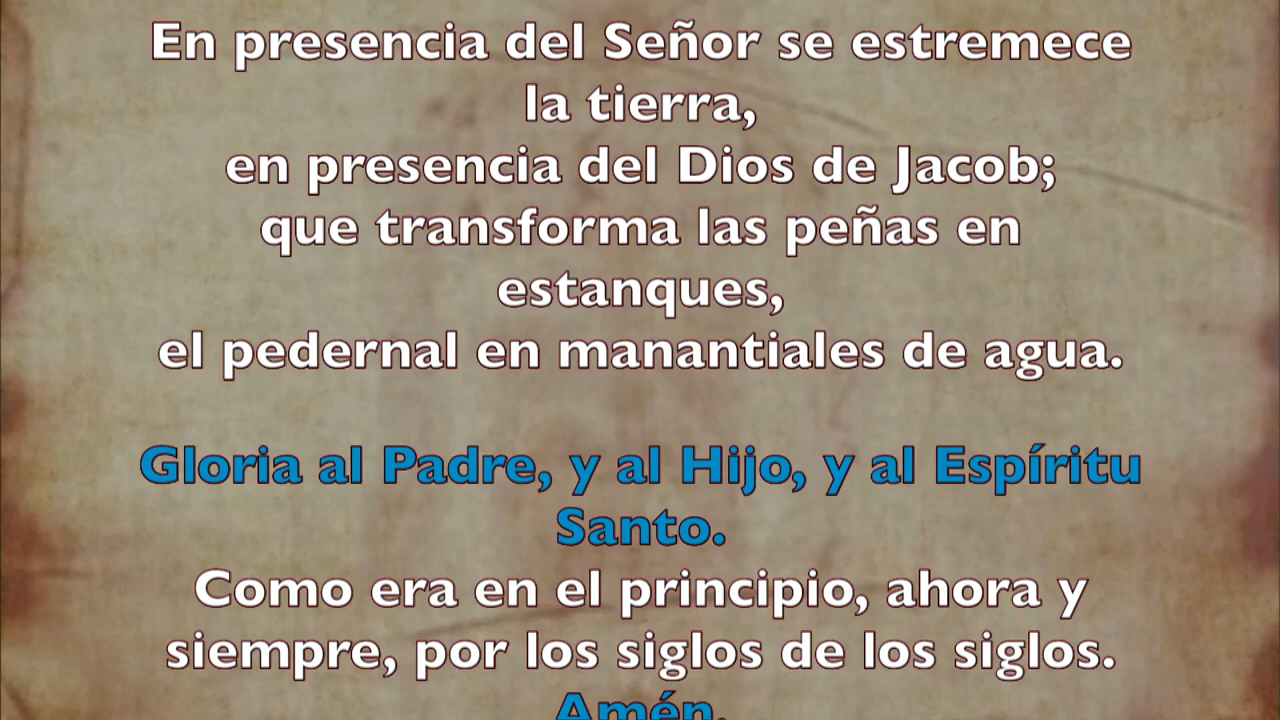 En presencia del Señor se estremece
la tierra,
en presencia del Dios de Jacob;
que transforma las peñas en
estanques,
el pedernal en manantiales de agua.
Gloria al Padre, y al Hijo, y al Espíritu
Santo.
Como era en el principio, ahora y
siempre, por los siglos de los siglos.
Amén.